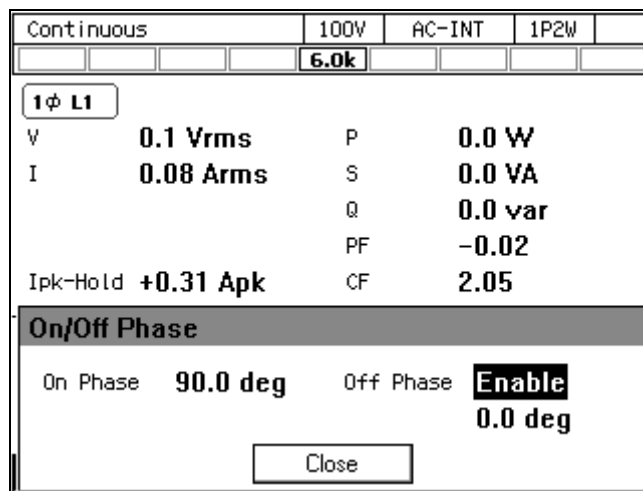 Continuous 100V AC-INT 1P2W
6.0k
1ϕ L1
V 0.1 Vrms P 0.0 W
I 0.08 Arms S 0.0 VA
Q 0.0 var
PF -0.02
Ipk-Hold +0.31 Apk CF 2.05
On/Off Phase
On Phase 90.0 deg Off Phase Enable
0.0 deg
Close